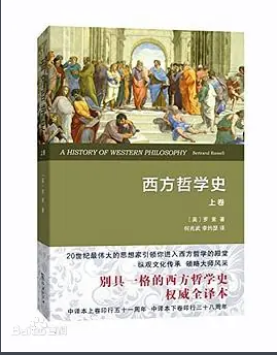 A HISTORY OF WESTERN PHILOSOPHY
Bertrand Russell
西方哲学史
上卷
［英］罗 素 著
何兆武 李约瑟 译
20世纪最伟大的思想家引领你进入西方哲学的殿堂
纵观文化传承 领略大师风采
别具一格的西方哲学史
权威全译本
中译本上卷印行五十一周年 中译本下卷印行三十八周年